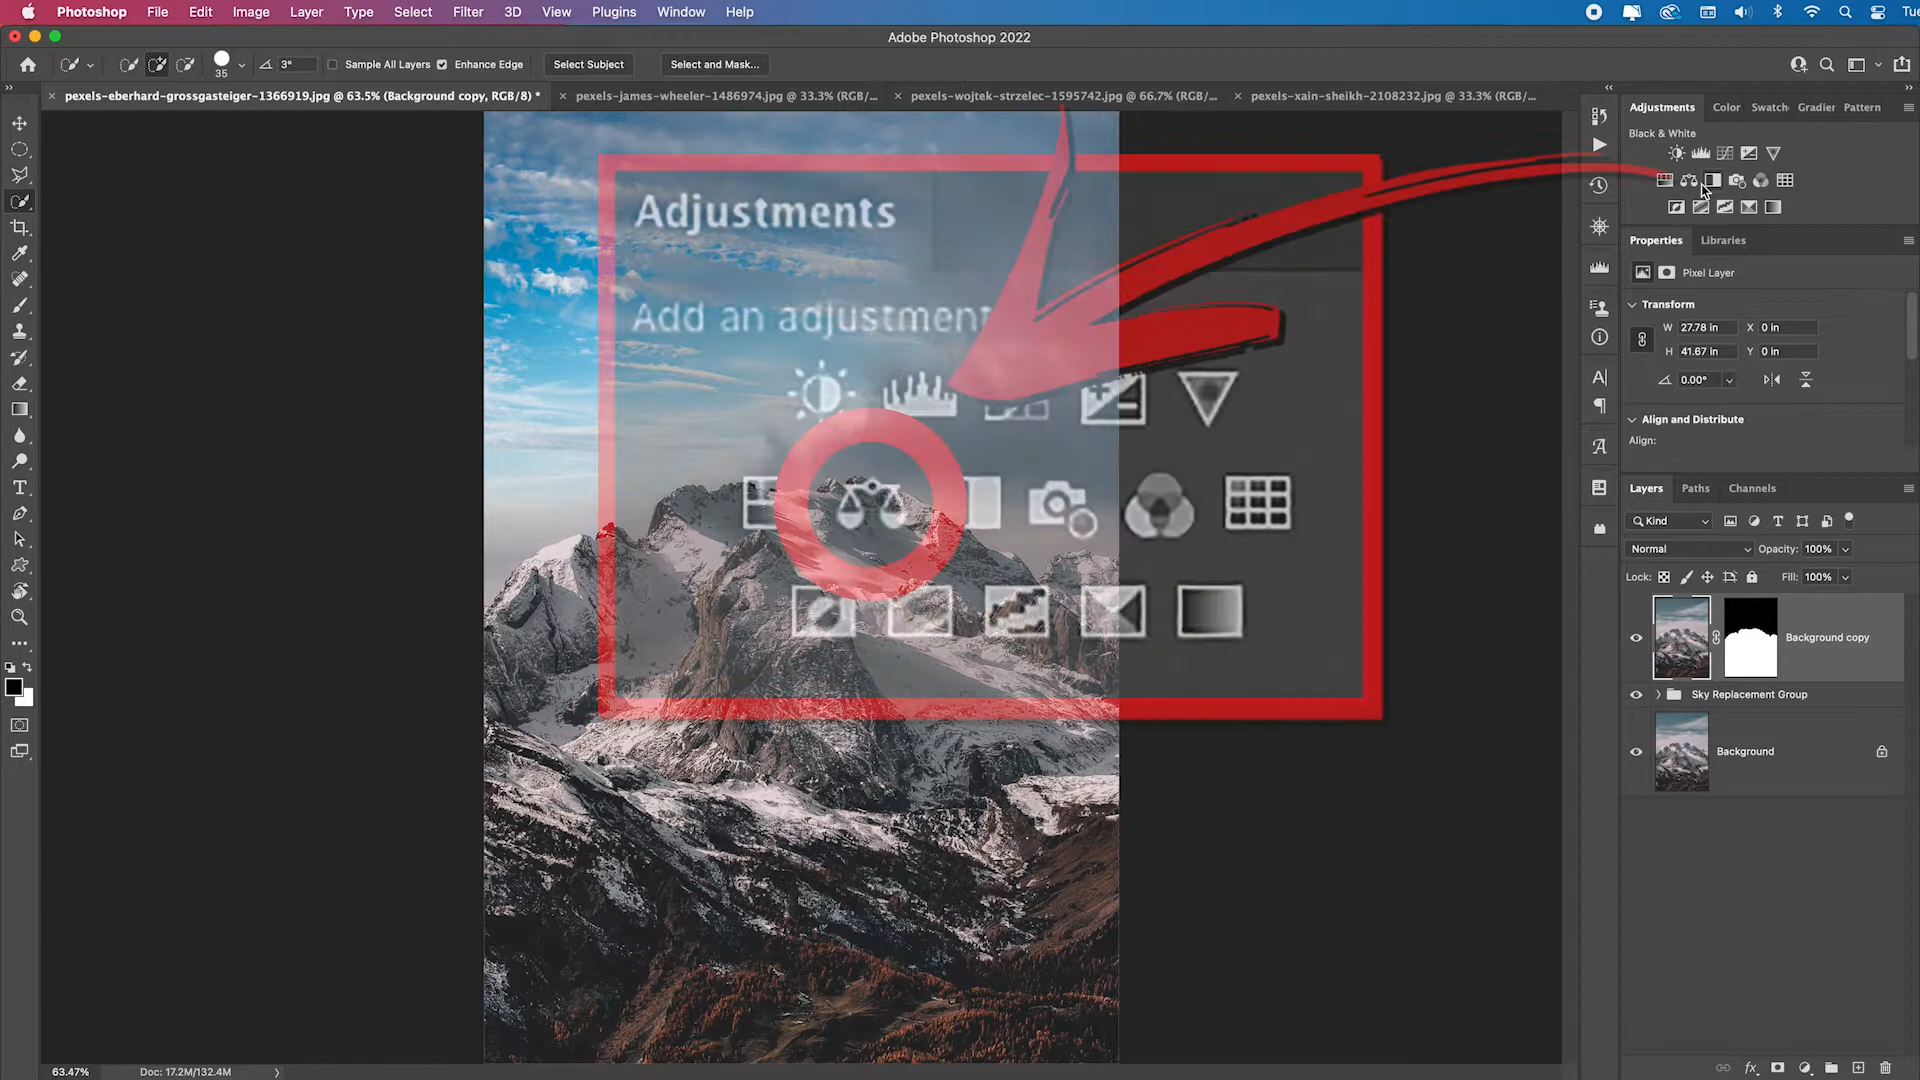 Photoshop File Edit Image Layer Type Select Filter 3D View Plugins Window Help Tue
Adobe Photoshop 2022
35 3° Sample All Layers Enhance Edge Select Subject Select and Mask...
pexels-eberhard-grossgasteiger-1366919.jpg @ 63.5% (Background copy, RGB/8) * pexels-james-wheeler-1486974.jpg @ 33.3% (RGB/... pexels-wojtek-strzelec-1595742.jpg @ 66.7% (RGB/... pexels-xain-sheikh-2108232.jpg @ 33.3% (RGB/...
Adjustments Color Swatch Gradier Pattern
Black & White
Adjustments
Add an adjustment
Properties Libraries
Pixel Layer
Transform
W 27.78 in X 0 in
H 41.67 in Y 0 in
0.00°
Align and Distribute
Align:
Layers Paths Channels
Kind
Normal Opacity: 100%
Lock: Fill: 100%
Background copy
Sky Replacement Group
Background
63.47% Doc: 17.2M/132.4M